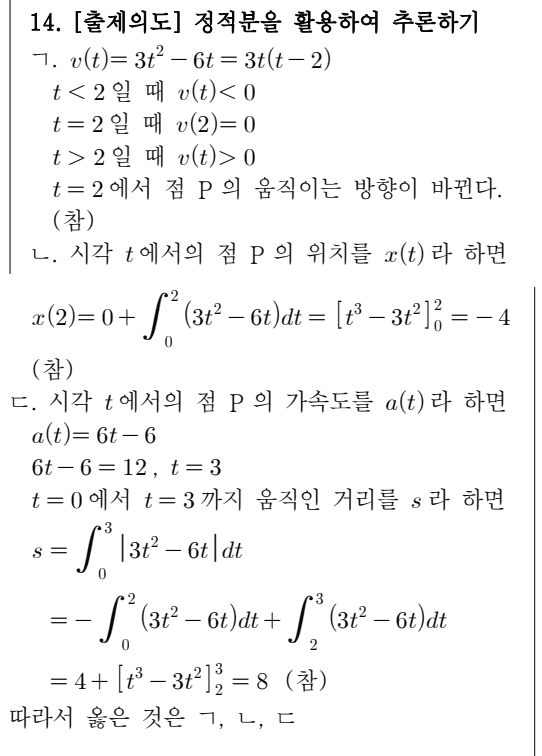 14. [출제의도] 정적분을 활용하여 추론하기
ㄱ. v(t)= 3t² − 6t = 3t(t − 2)
t < 2 일 때 v(t)< 0
t = 2 일 때 v(2)= 0
t > 2 일 때 v(t)> 0
t = 2 에서 점 P 의 움직이는 방향이 바뀐다.
(참)
ㄴ. 시각 t 에서의 점 P 의 위치를 x(t) 라 하면
x(2)= 0 + ∫₀² (3t² − 6t)dt = [t³ − 3t²]₀² = − 4
(참)
ㄷ. 시각 t 에서의 점 P 의 가속도를 a(t) 라 하면
a(t)= 6t − 6
6t − 6 = 12 , t = 3
t = 0 에서 t = 3 까지 움직인 거리를 s 라 하면
s = ∫₀³ |3t² − 6t| dt
= − ∫₀² (3t² − 6t)dt + ∫₂³ (3t² − 6t)dt
= 4 + [t³ − 3t²]₂³ = 8 (참)
따라서 옳은 것은 ㄱ, ㄴ, ㄷ